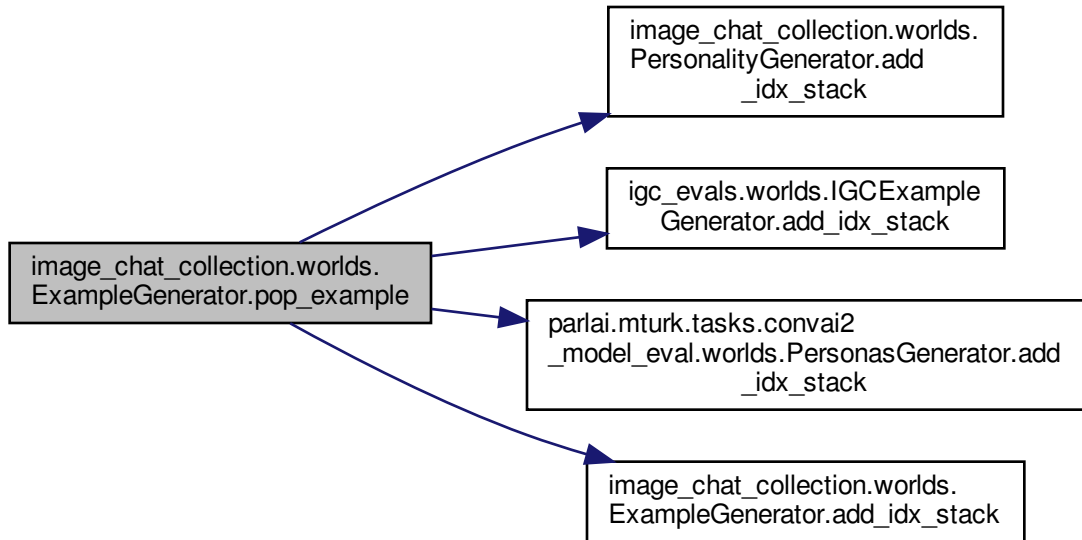 image_chat_collection.worlds.
PersonalityGenerator.add
_idx_stack
igc_evals.worlds.IGCExample
Generator.add_idx_stack
image_chat_collection.worlds.
ExampleGenerator.pop_example
parlai.mturk.tasks.convai2
_model_eval.worlds.PersonasGenerator.add
_idx_stack
image_chat_collection.worlds.
ExampleGenerator.add_idx_stack